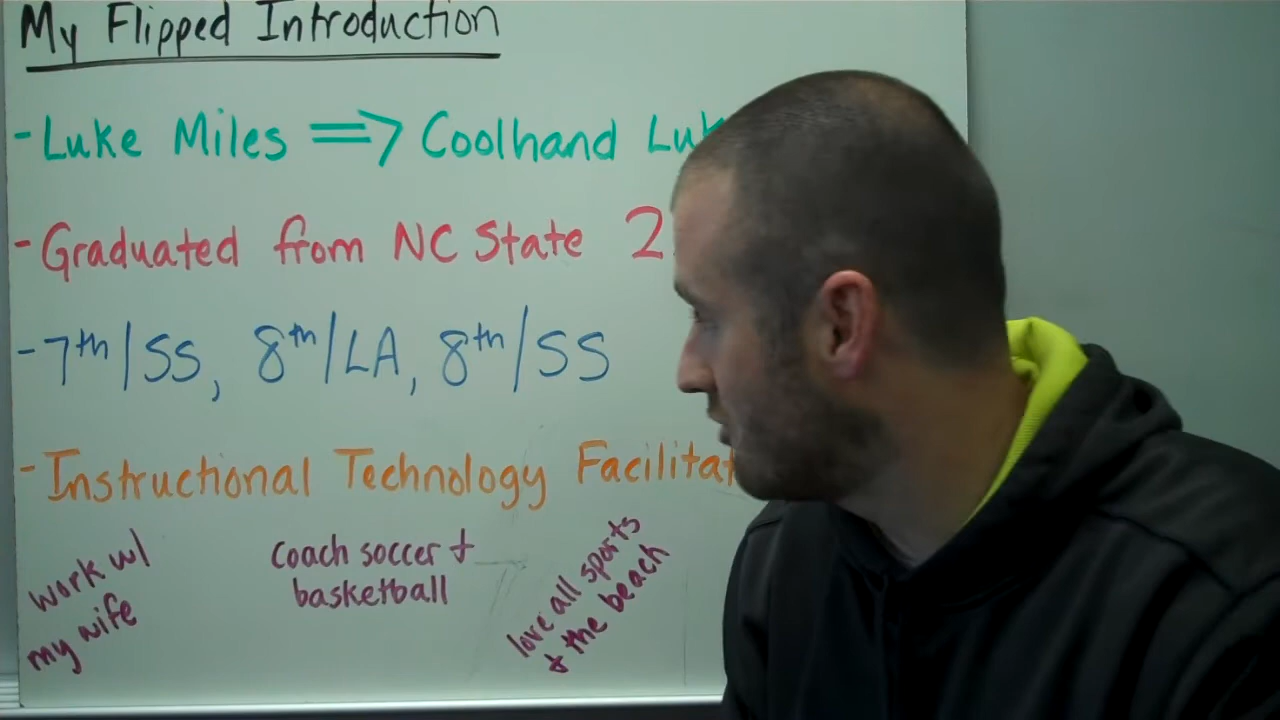 My Flipped Introduction
-Luke Miles => Coolhand
-Graduated from NC State
-7th/SS, 8th/LA, 8th/SS
-Instructional Technology
work w/
my wife
coach soccer +
basketball
love all sports
+ the beach